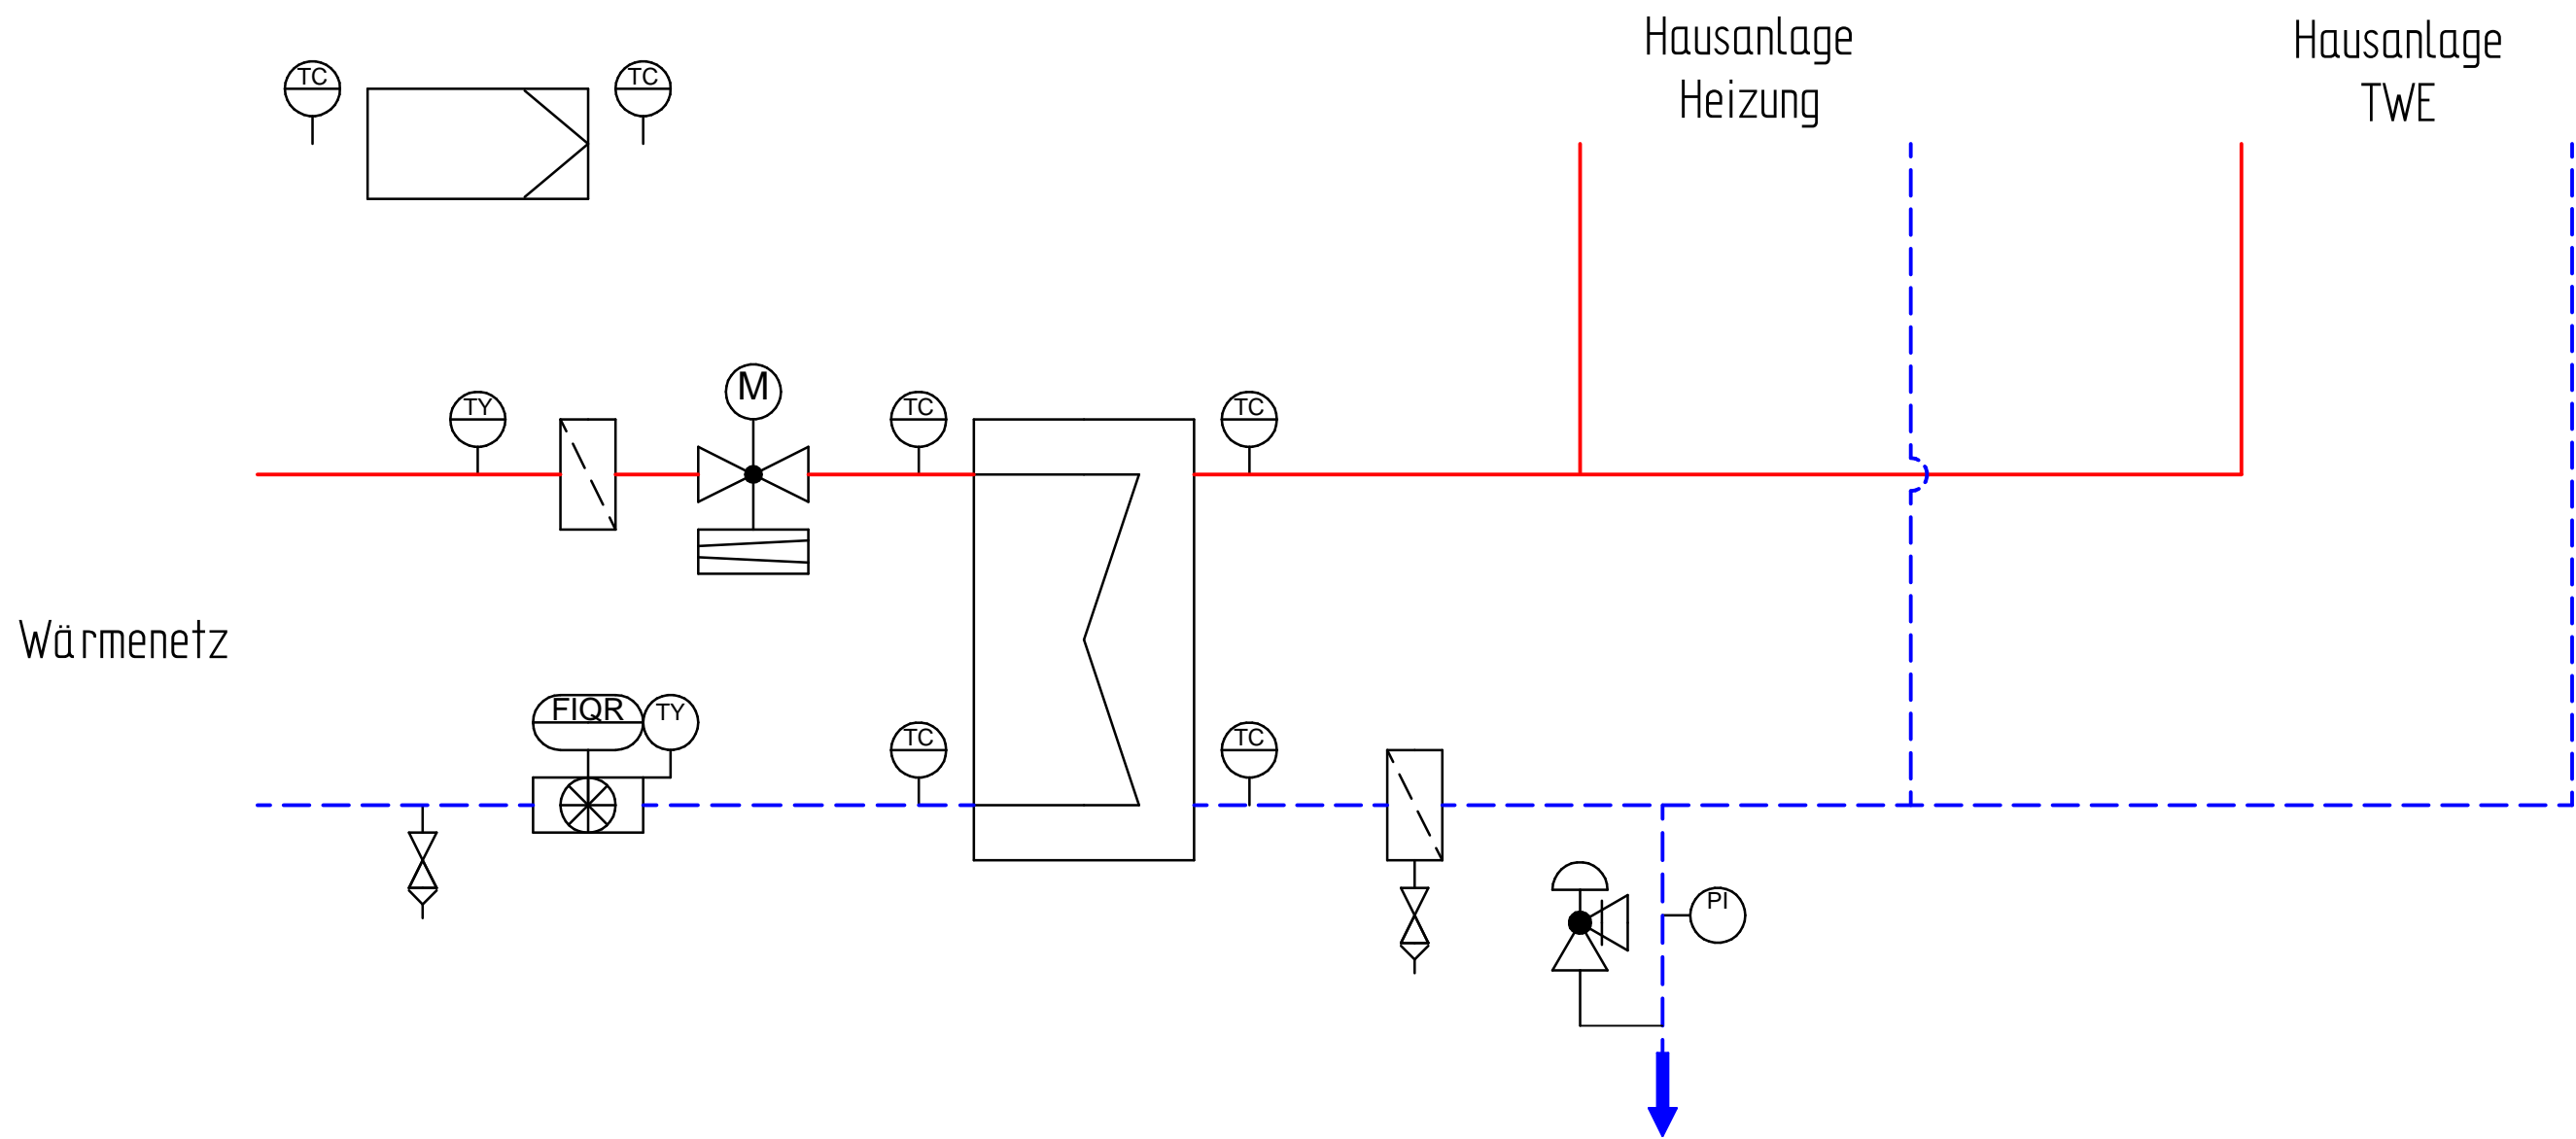 Hausanlage
Heizung
Hausanlage
TWE
TC
TC
M
TY
TC
TC
Wärmenetz
FIQR
TY
TC
TC
PI